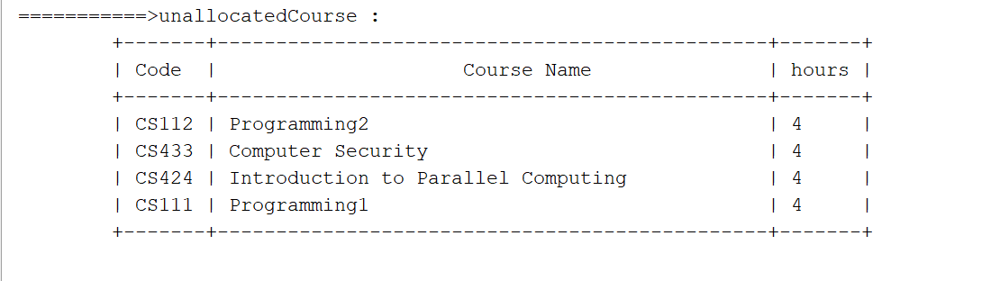 ===========>unallocatedCourse :
+-------+-----------------------------------------------+-------+
| Code  |                     Course Name               | hours |
+-------+-----------------------------------------------+-------+
| CS112 | Programming2                                  | 4     |
| CS433 | Computer Security                             | 4     |
| CS424 | Introduction to Parallel Computing            | 4     |
| CS111 | Programming1                                  | 4     |
+-------+-----------------------------------------------+-------+